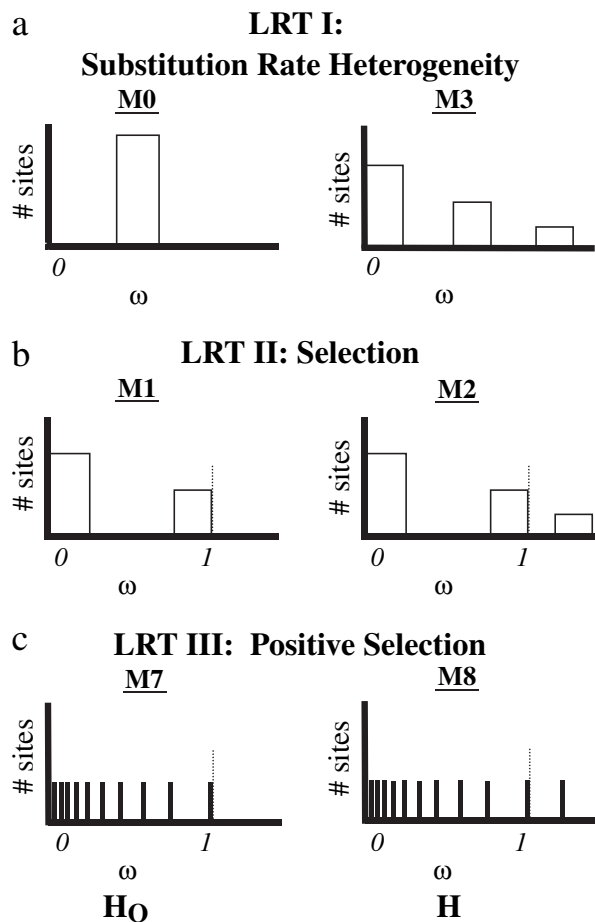 a
LRT I:
Substitution Rate Heterogeneity
M0 M3
# sites # sites
0 0
ω ω
b
LRT II: Selection
M1 M2
# sites # sites
0 1 0 1
ω ω
c
LRT III: Positive Selection
M7 M8
# sites # sites
0 1 0 1
ω ω
HO H